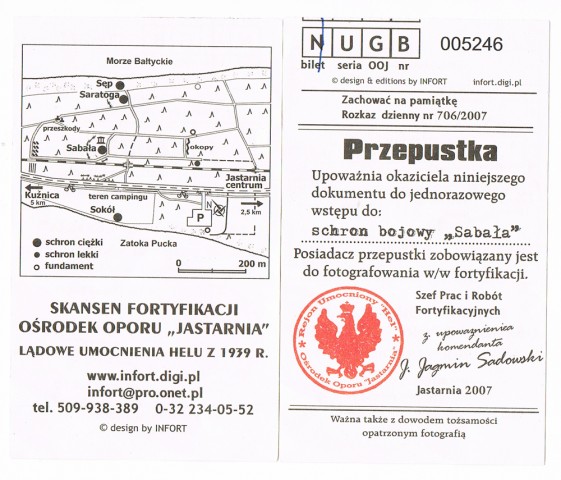 Morze Bałtyckie
Sęp
Saratoga
przeszkody
Sabała
okopy
Jastarnia
centrum
Kuźnica
5 km
teren campingu
2,5 km
Sokół
N
P
schron ciężki
schron lekki
fundament
Zatoka Pucka
0 200 m
SKANSEN FORTYFIKACJI
OŚRODEK OPORU „JASTARNIA"
LĄDOWE UMOCNIENIA HELU Z 1939 R.
www.infort.digi.pl
infort@pro.onet.pl
tel. 509-938-389 0-32 234-05-52
© design by INFORT
N U G B 005246
bilet seria OOJ nr
© design & editions by INFORT infort.digi.pl
Zachować na pamiątkę
Rozkaz dzienny nr 706/2007
Przepustka
Upoważnia okaziciela niniejszego
dokumentu do jednorazowego
wstępu do:
schron bojowy „Sabała"
Posiadacz przepustki zobowiązany jest
do fotografowania w/w fortyfikacji.
Rejon Umocniony "Hel"
Ośrodek Oporu "Jastarnia"
Szef Prac i Robót
Fortyfikacyjnych
z upoważnienica
komendanta
J. Jagmin Sadowski
Jastarnia 2007
Ważna także z dowodem tożsamości
opatrzonym fotografią